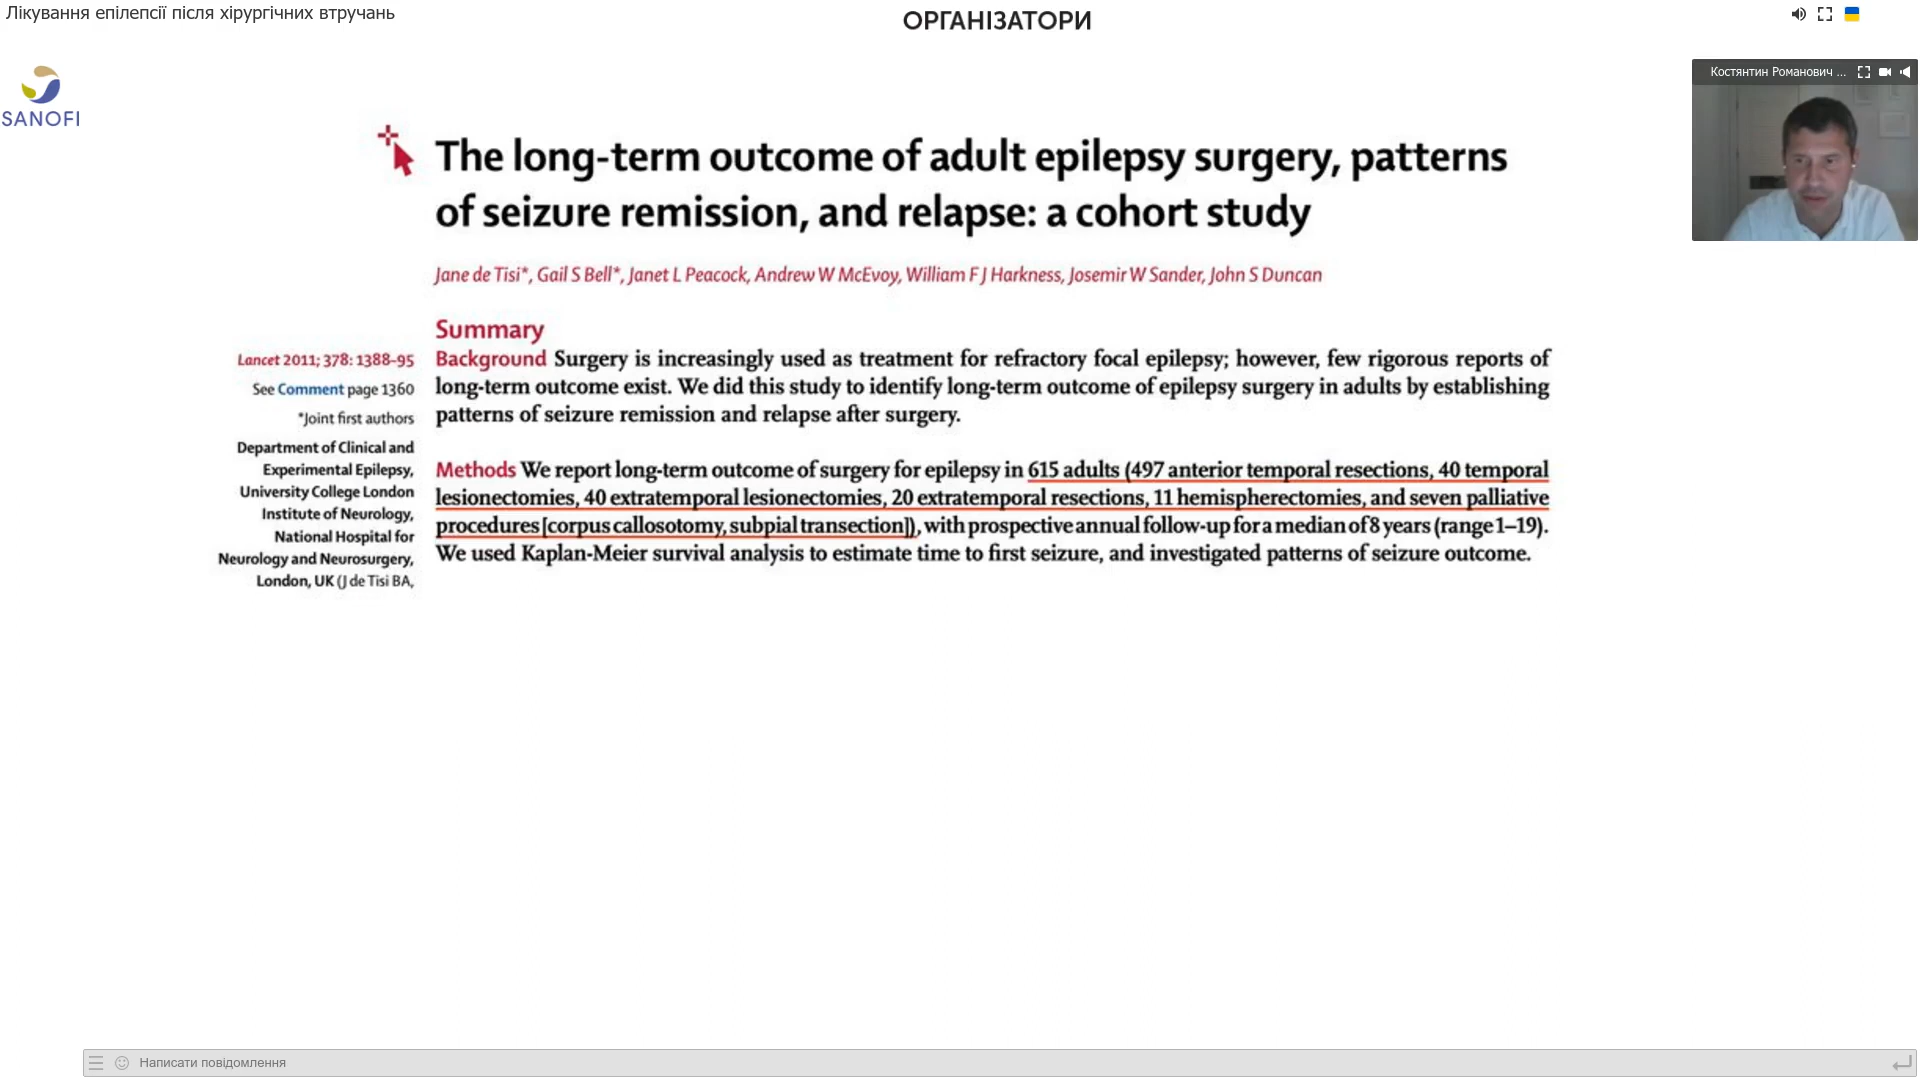 Лікування епілепсії після хірургічних втручань
ОРГАНІЗАТОРИ
SANOFI
Костянтин Романович ...
The long-term outcome of adult epilepsy surgery, patterns
of seizure remission, and relapse: a cohort study
Jane de Tisi*, Gail S Bell*, Janet L Peacock, Andrew W McEvoy, William F J Harkness, Josemir W Sander, John S Duncan
Summary
Lancet 2011; 378: 1388–95
See Comment page 1360
*Joint first authors
Department of Clinical and
Experimental Epilepsy,
University College London
Institute of Neurology,
National Hospital for
Neurology and Neurosurgery,
London, UK (J de Tisi BA,
Background Surgery is increasingly used as treatment for refractory focal epilepsy; however, few rigorous reports of
long-term outcome exist. We did this study to identify long-term outcome of epilepsy surgery in adults by establishing
patterns of seizure remission and relapse after surgery.
Methods We report long-term outcome of surgery for epilepsy in 615 adults (497 anterior temporal resections, 40 temporal
lesionectomies, 40 extratemporal lesionectomies, 20 extratemporal resections, 11 hemispherectomies, and seven palliative
procedures [corpus callosotomy, subpial transection]), with prospective annual follow-up for a median of 8 years (range 1–19).
We used Kaplan-Meier survival analysis to estimate time to first seizure, and investigated patterns of seizure outcome.
Написати повідомлення